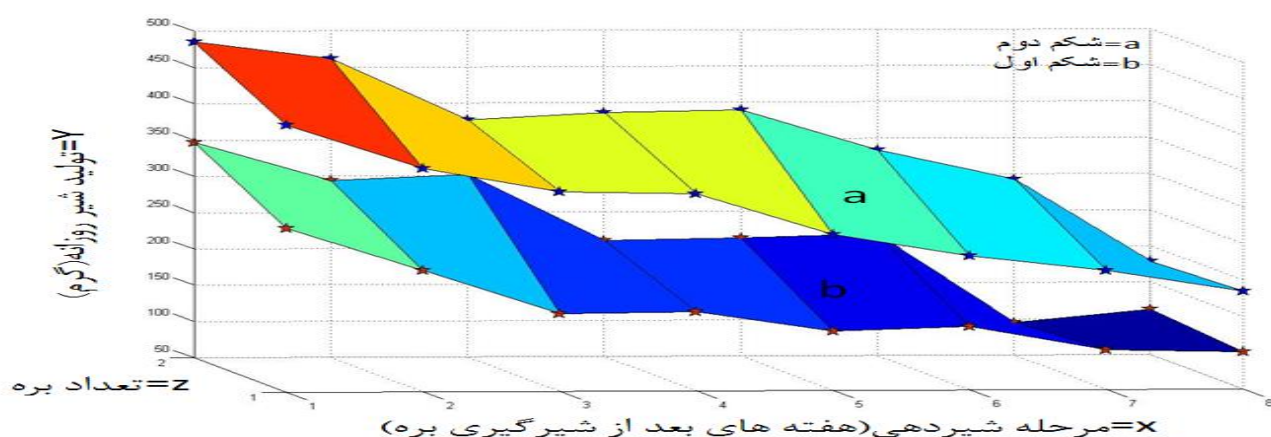 500
450
400
350
300
250
200
150
100
50
Y=تولید شیر روزانه(گرم)
a=شکم دوم
b=شکم اول
a
b
2
1
z=تعداد بره
1 2 3 4 5 6 7 8
x=مرحله شیردهی(هفته های بعد از شیرگیری بره)